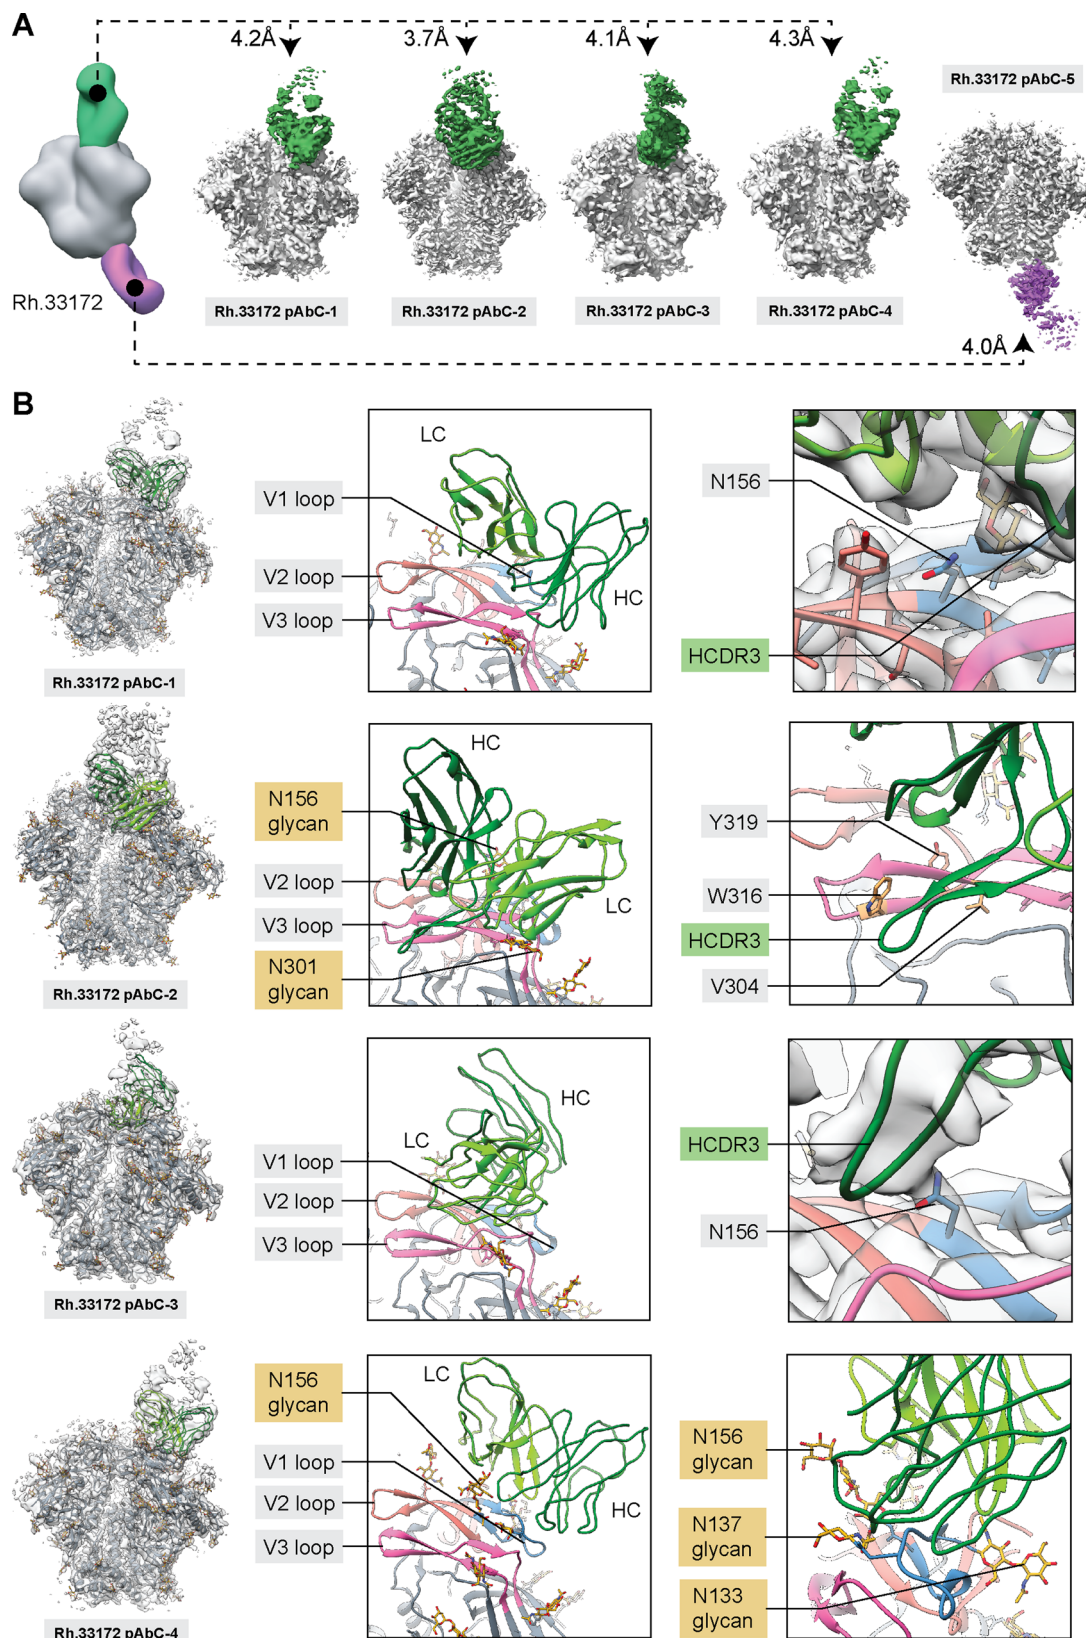 A
4.2Å
3.7Å
4.1Å
4.3Å
Rh.33172 pAbC-5
Rh.33172
Rh.33172 pAbC-1
Rh.33172 pAbC-2
Rh.33172 pAbC-3
Rh.33172 pAbC-4
4.0Å
B
Rh.33172 pAbC-1
V1 loop
V2 loop
V3 loop
LC
HC
N156
HCDR3
Rh.33172 pAbC-2
N156
glycan
V2 loop
V3 loop
N301
glycan
HC
LC
Y319
W316
HCDR3
V304
Rh.33172 pAbC-3
V1 loop
V2 loop
V3 loop
HC
LC
HCDR3
N156
Rh.33172 pAbC-4
N156
glycan
V1 loop
V2 loop
V3 loop
LC
HC
N156
glycan
N137
glycan
N133
glycan